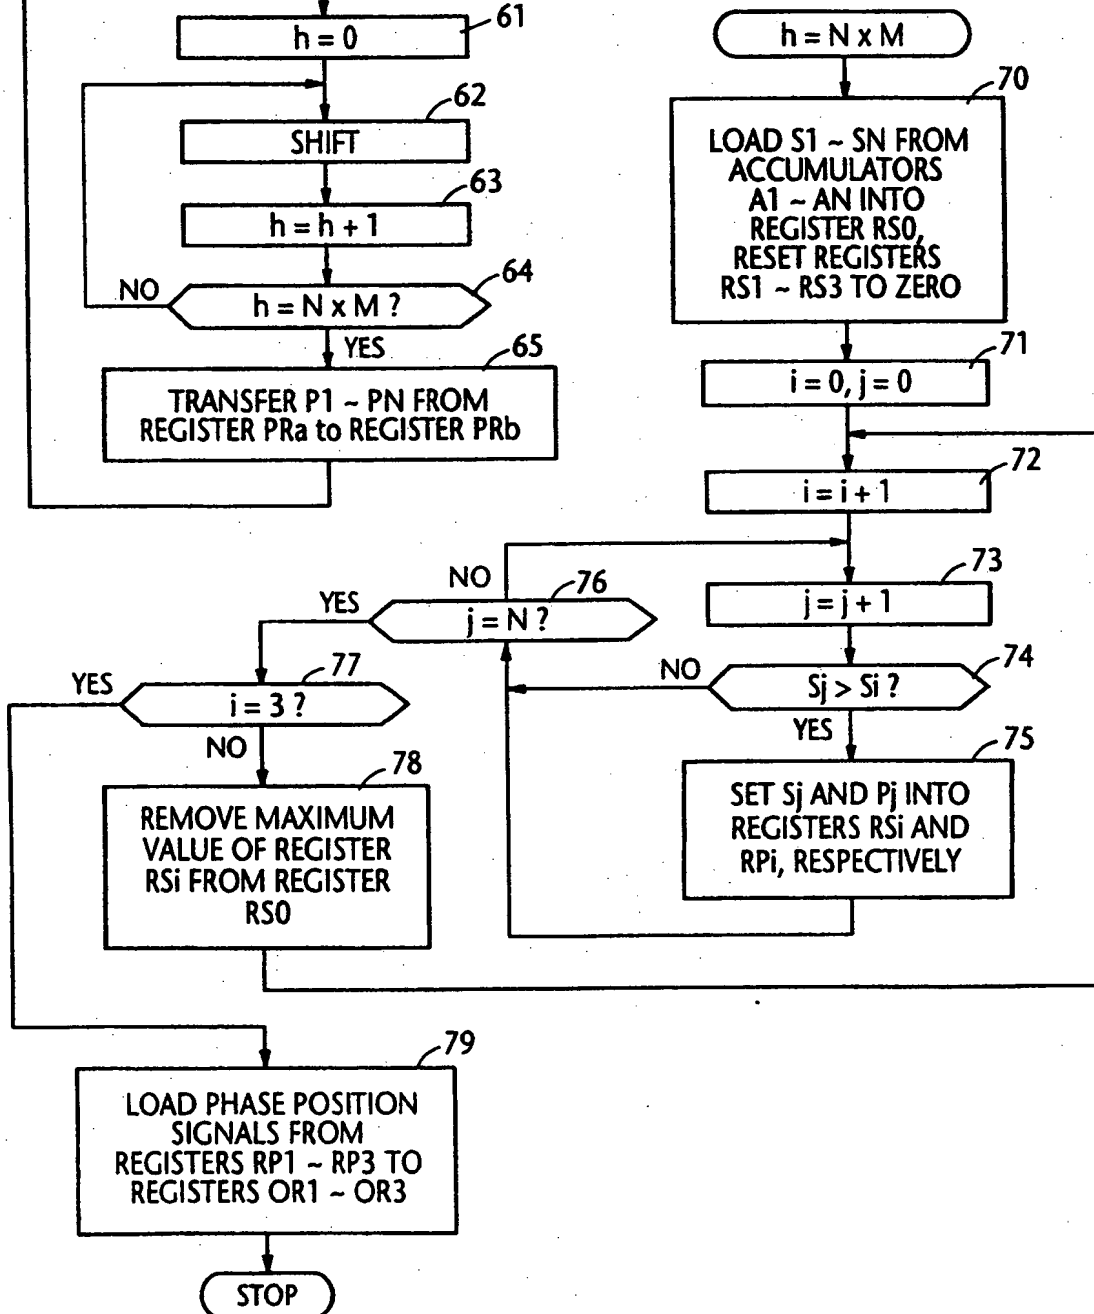 61
h = 0
62
SHIFT
63
h = h + 1
64
NO
h = N x M ?
YES
65
TRANSFER P1 ~ PN FROM
REGISTER PRa to REGISTER PRb
h = N x M
70
LOAD S1 ~ SN FROM
ACCUMULATORS
A1 ~ AN INTO
REGISTER RS0,
RESET REGISTERS
RS1 ~ RS3 TO ZERO
71
i = 0, j = 0
72
i = i + 1
73
j = j + 1
74
NO
Sj > Si ?
YES
75
SET Sj AND Pj INTO
REGISTERS RSi AND
RPi, RESPECTIVELY
76
NO
YES
j = N ?
77
YES
i = 3 ?
NO
78
REMOVE MAXIMUM
VALUE OF REGISTER
RSi FROM REGISTER
RS0
79
LOAD PHASE POSITION
SIGNALS FROM
REGISTERS RP1 ~ RP3 TO
REGISTERS OR1 ~ OR3
STOP